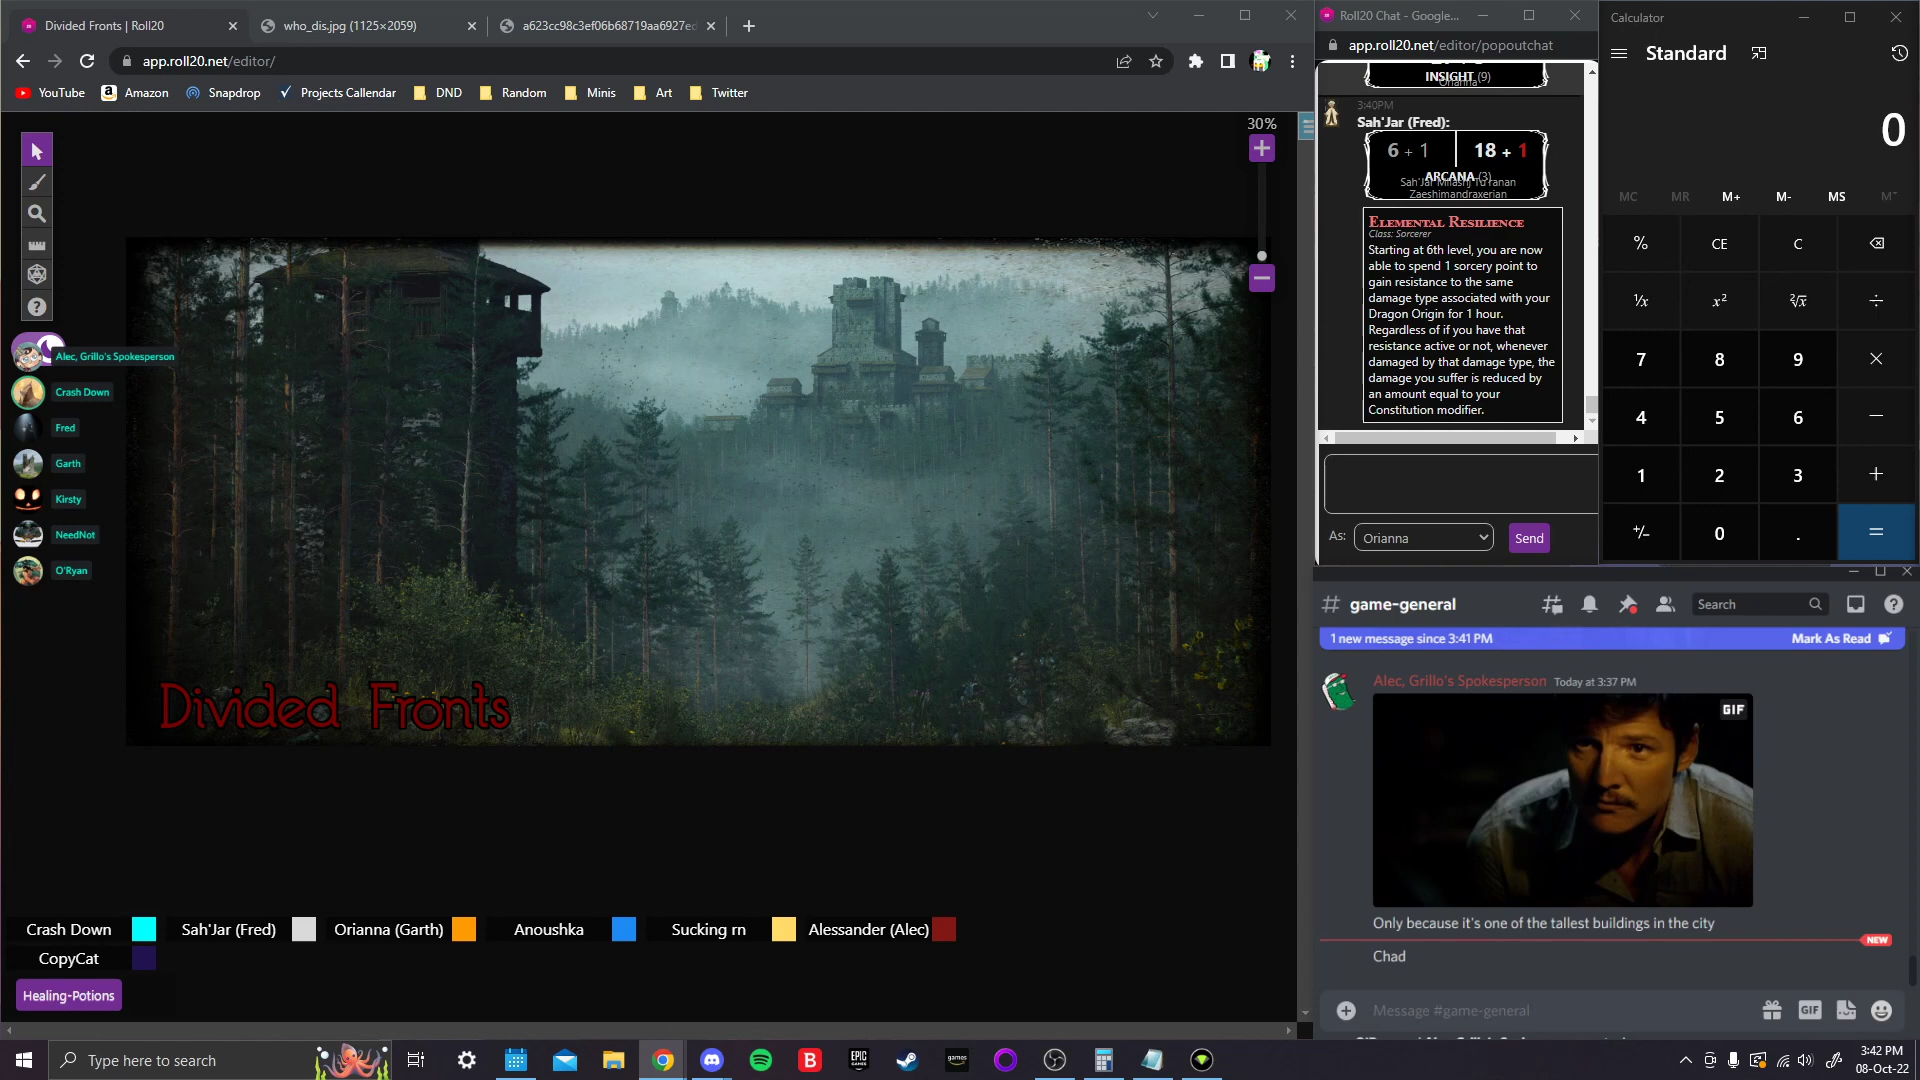 Divided Fronts | Roll20
who_dis.jpg (1125×2059)
a623cc98c3ef06b68719aa6927ed
app.roll20.net/editor/
YouTube
Amazon
Snapdrop
Projects Callendar
DND
Random
Minis
Art
Twitter
30%
Alec, Grillo's Spokesperson
Crash Down
Fred
Garth
Kirsty
NeedNot
O'Ryan
Divided Fronts
Crash Down
Sah'Jar (Fred)
Orianna (Garth)
Anoushka
Sucking rn
Alessander (Alec)
CopyCat
Healing-Potions
Roll20 Chat - Google...
app.roll20.net/editor/popoutchat
INSIGHT (9)
Orianna
3:40PM
Sah'Jar (Fred):
6 + 1
18 + 1
ARCANA (3)
Zaeshimandraxerian
Elemental Resilience
Class: Sorcerer
Starting at 6th level, you are now
able to spend 1 sorcery point to
gain resistance to the same
damage type associated with your
Dragon Origin for 1 hour.
Regardless of if you have that
resistance active or not, whenever
damaged by that damage type, the
damage you suffer is reduced by
an amount equal to your
Constitution modifier.
As:
Orianna
Send
Calculator
Standard
0
MC MR M+ M- MS M˅
% CE C
¹/x x² ²√x ÷
7 8 9 ×
4 5 6 −
1 2 3 +
+/− 0 . =
# game-general
Search
1 new message since 3:41 PM
Mark As Read
Alec, Grillo's Spokesperson Today at 3:37 PM
GIF
Only because it's one of the tallest buildings in the city
NEW
Chad
Message #game-general
GIF
Type here to search
EPIC GAMES
games
3:42 PM
08-Oct-22